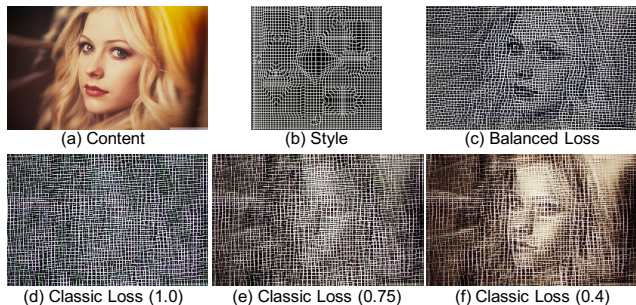 (a) Content
(b) Style
(c) Balanced Loss
(d) Classic Loss (1.0)
(e) Classic Loss (0.75)
(f) Classic Loss (0.4)